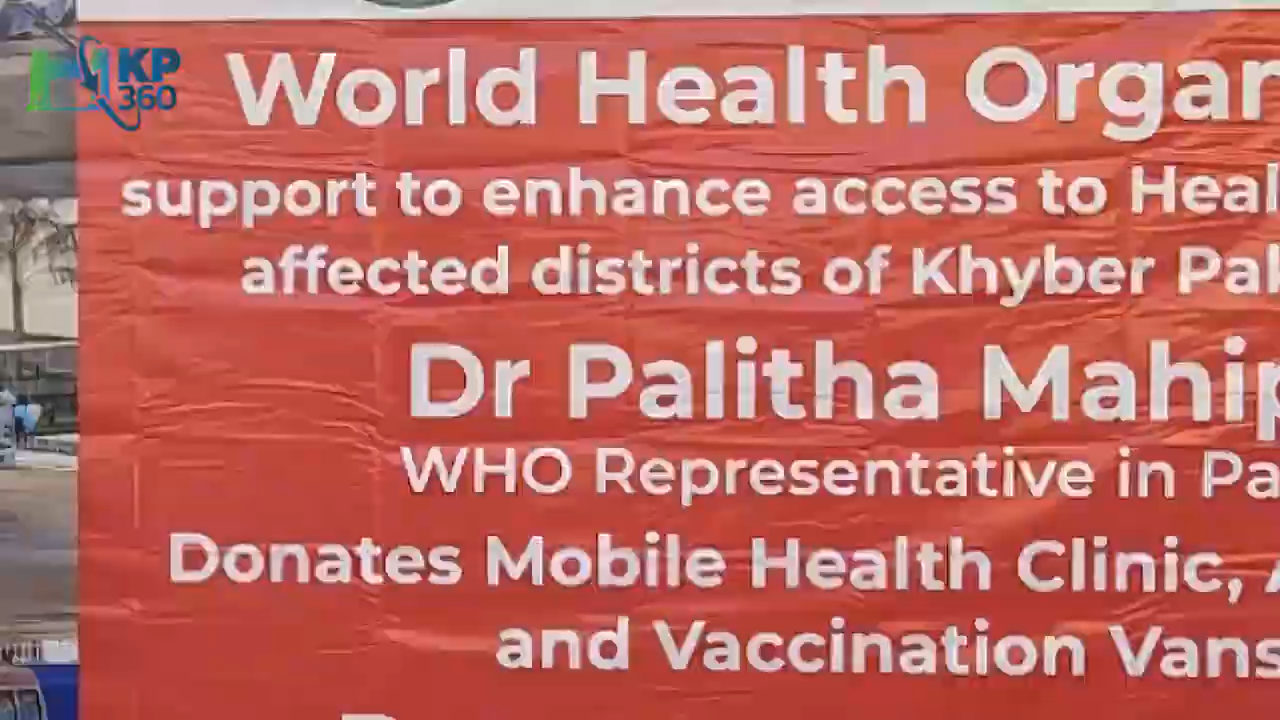 KP
360
World Health Organ
support to enhance access to Heal
affected districts of Khyber Pa
Dr Palitha Mahip
WHO Representative in Pa
Donates Mobile Health Clinic,
and Vaccination Vans